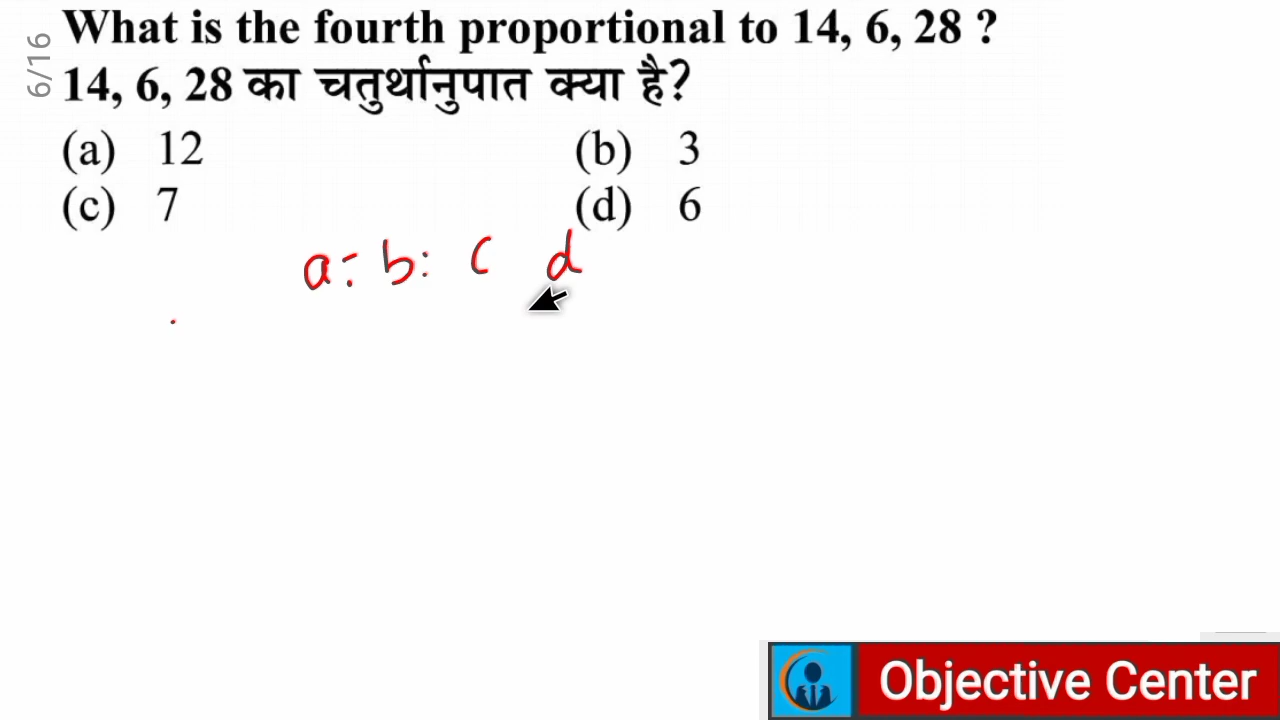 6/16
What is the fourth proportional to 14, 6, 28 ?
14, 6, 28 का चतुर्थानुपात क्या है?
(a) 12 (b) 3
(c) 7 (d) 6
a : b : c d
Objective Center